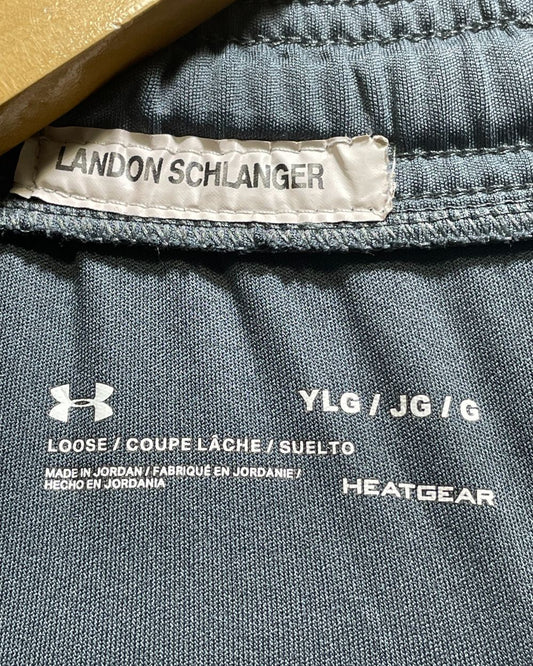 LANDON SCHLANGER
YLG / JG / G
LOOSE / COUPE LÂCHE / SUELTO
MADE IN JORDAN / FABRIQUÉ EN JORDANIE /
HECHO EN JORDANIA
HEATGEAR